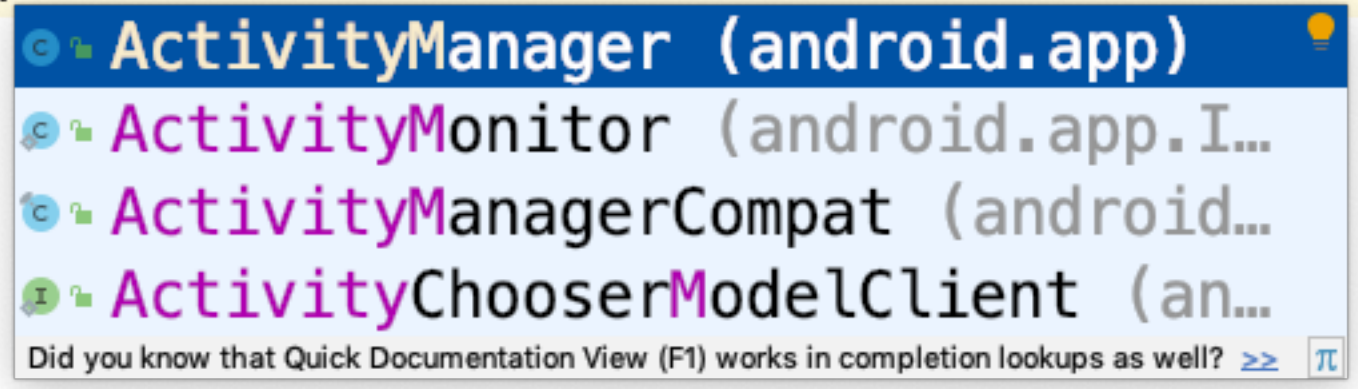 C ActivityManager (android.app)
C ActivityMonitor (android.app.I…
C ActivityManagerCompat (android…
I ActivityChooserModelClient (an…
Did you know that Quick Documentation View (F1) works in completion lookups as well? >> π